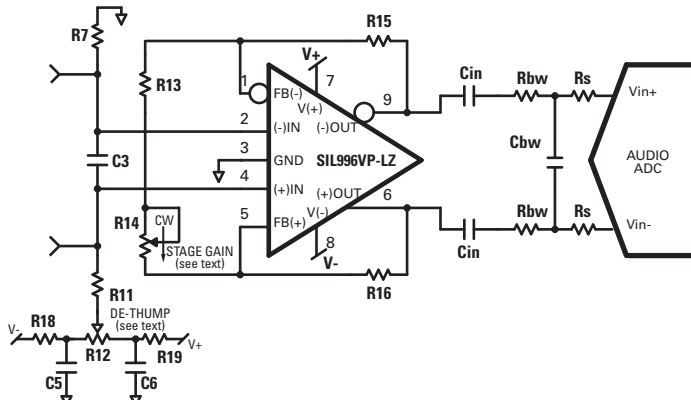 R7
R15
V+
1
R13
7
Cin
Rbw
Rs
FB(-)
V(+)
9
Vin+
2
(-)IN
(-)OUT
3
GND
SIL996VP-LZ
Cbw
C3
4
(+)IN
(+)OUT
6
AUDIO
ADC
R14
CW
5
V(-)
Rbw
Rs
Vin-
FB(+)
8
STAGE GAIN
(see text)
V-
Cin
R11
R16
DE-THUMP
(see text)
V-
R18
R12
R19
V+
C5
C6